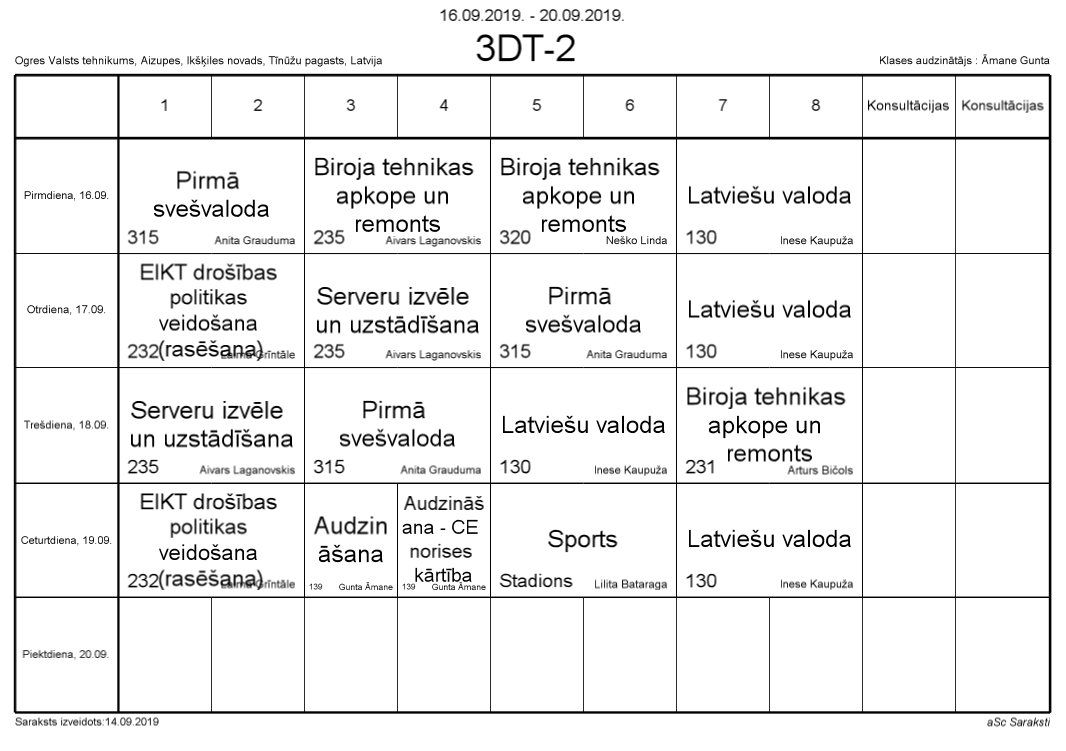 16.09.2019. - 20.09.2019.
3DT-2
Ogres Valsts tehnikums, Aizupes, Ikšķiles novads, Tīnūžu pagasts, Latvija
Klases audzinātājs : Āmane Gunta
1 2 3 4 5 6 7 8 Konsultācijas Konsultācijas
Pirmdiena, 16.09.
Pirmā
svešvaloda
315 Anita Grauduma
Biroja tehnikas
apkope un
remonts
235 Aivars Laganovskis
Biroja tehnikas
apkope un
remonts
320 Neško Linda
Latviešu valoda
130 Inese Kaupuža
Otrdiena, 17.09.
EIKT drošības
politikas
veidošana
(rasēšana)
232 Laima Grīntāle
Serveru izvēle
un uzstādīšana
235 Aivars Laganovskis
Pirmā
svešvaloda
315 Anita Grauduma
Latviešu valoda
130 Inese Kaupuža
Trešdiena, 18.09.
Serveru izvēle
un uzstādīšana
235 Aivars Laganovskis
Pirmā
svešvaloda
315 Anita Grauduma
Latviešu valoda
130 Inese Kaupuža
Biroja tehnikas
apkope un
remonts
231 Arturs Bičols
Ceturtdiena, 19.09.
EIKT drošības
politikas
veidošana
(rasēšana)
232 Laima Grīntāle
Audzin
āšana
139 Gunta Āmane
Audzināš
ana - CE
norises
kārtība
139 Gunta Āmane
Sports
Stadions Lilita Bataraga
Latviešu valoda
130 Inese Kaupuža
Piektdiena, 20.09.
Saraksts izveidots:14.09.2019
aSc Saraksti